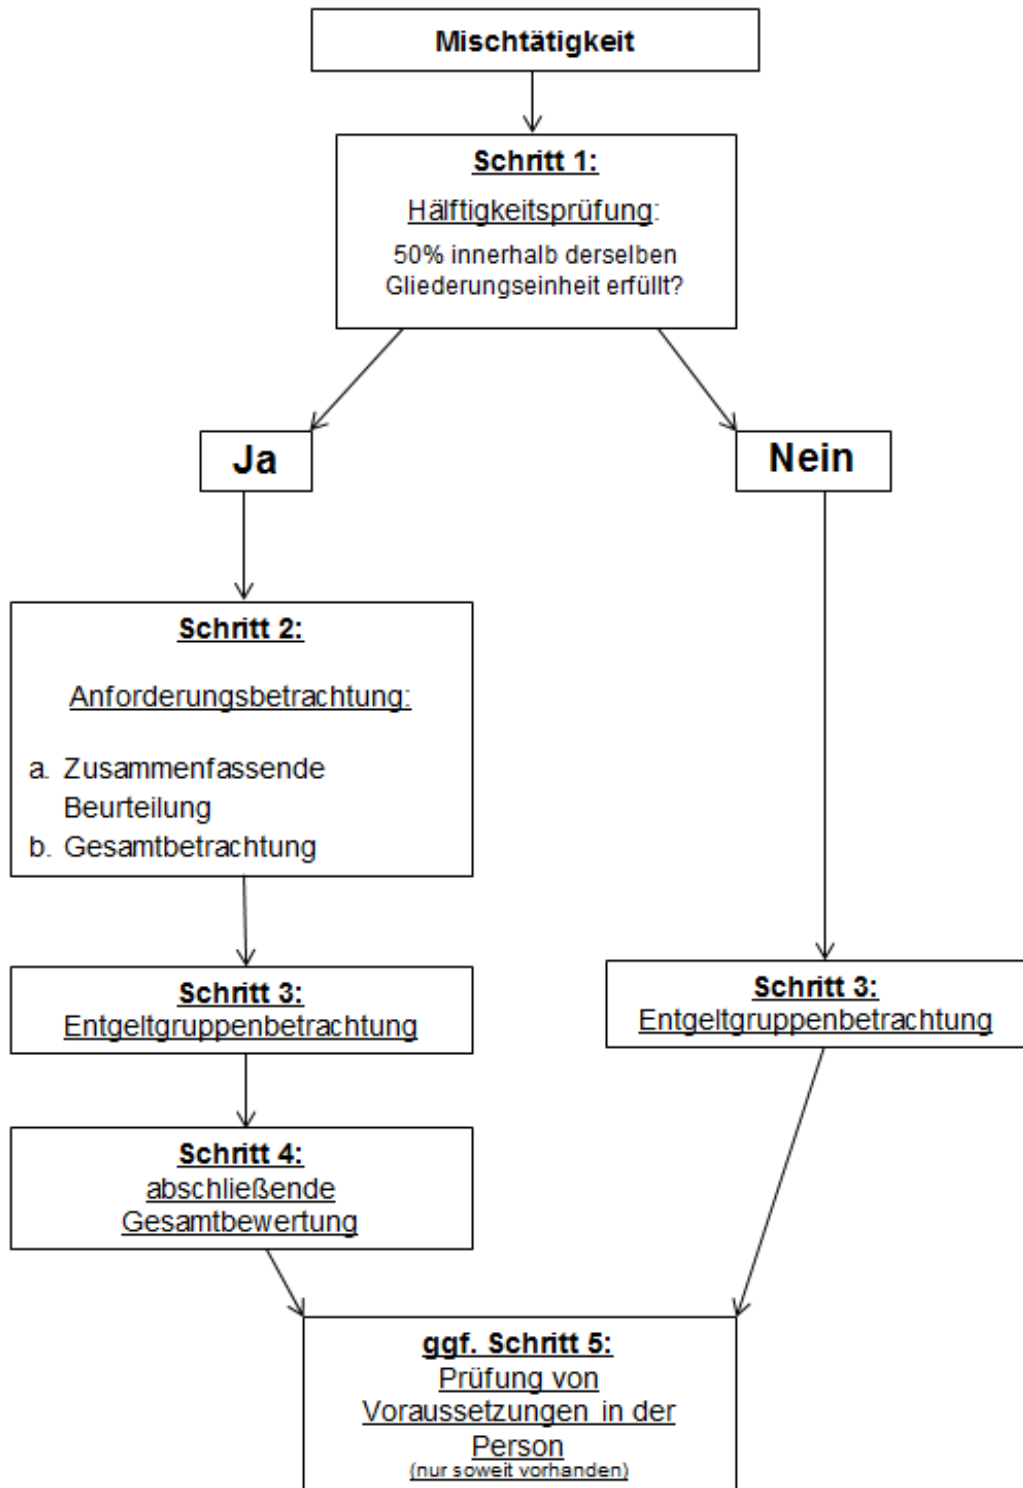 Mischtätigkeit
Schritt 1:
Hälftigkeitsprüfung:
50% innerhalb derselben
Gliederungseinheit erfüllt?
Ja
Nein
Schritt 2:
Anforderungsbetrachtung:
a. Zusammenfassende
Beurteilung
b. Gesamtbetrachtung
Schritt 3:
Entgeltgruppenbetrachtung
Schritt 3:
Entgeltgruppenbetrachtung
Schritt 4:
abschließende
Gesamtbewertung
ggf. Schritt 5:
Prüfung von
Voraussetzungen in der
Person
(nur soweit vorhanden)